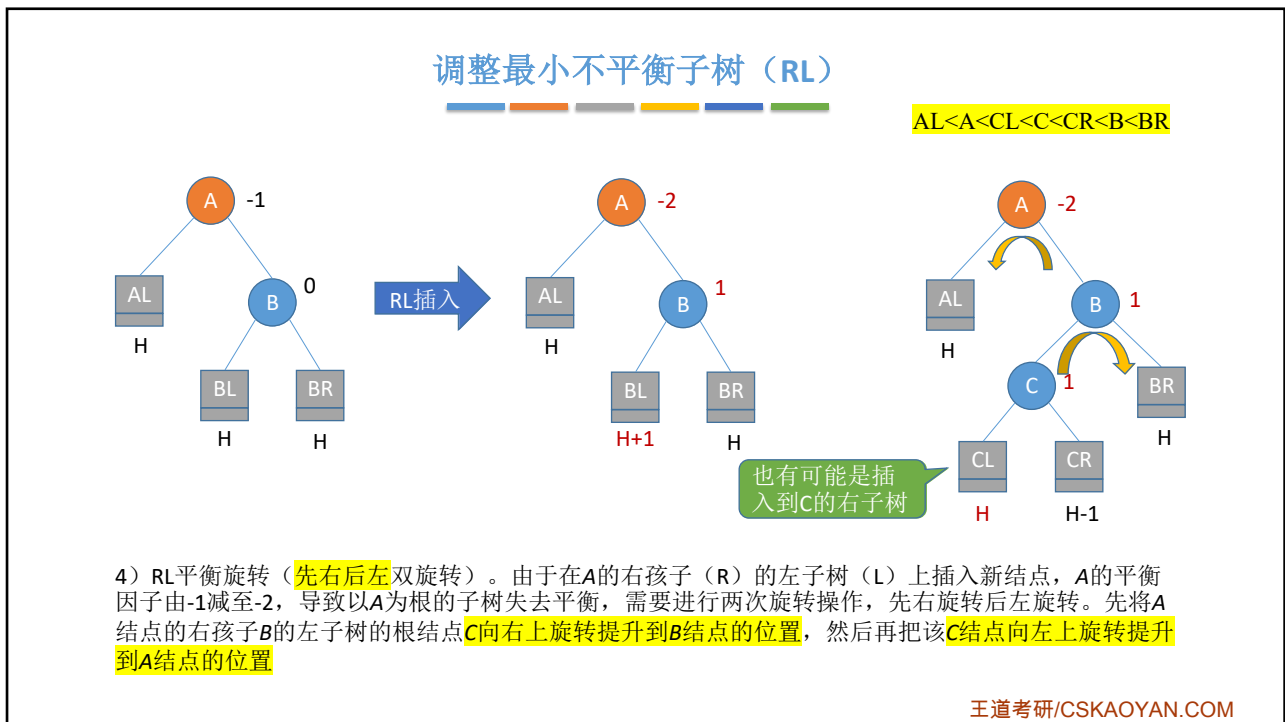 调整最小不平衡子树（RL）
AL<A<CL<C<CR<B<BR
A
-1
AL
H
B
0
BL
H
BR
H
RL插入
A
-2
AL
H
B
1
BL
H+1
BR
H
A
-2
AL
H
B
1
C
1
BR
H
CL
H
CR
H-1
也有可能是插
入到C的右子树
4）RL平衡旋转（先右后左双旋转）。由于在A的右孩子（R）的左子树（L）上插入新结点，A的平衡
因子由-1减至-2，导致以A为根的子树失去平衡，需要进行两次旋转操作，先右旋转后左旋转。先将A
结点的右孩子B的左子树的根结点C向右上旋转提升到B结点的位置，然后再把该C结点向左上旋转提升
到A结点的位置
王道考研/CSKAOYAN.COM